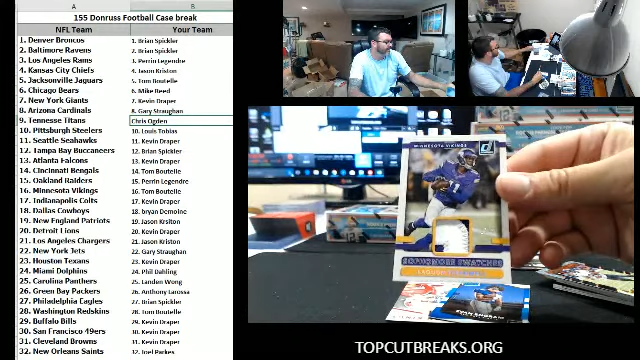 A B
155 Donruss Football Case break
NFL Team Your Team
1. Denver Broncos 1. Brian Spickler
2. Baltimore Ravens 2. Brian Spickler
3. Los Angeles Rams 3. Perrin Legendre
4. Kansas City Chiefs 4. Jason Kriston
5. Jacksonville Jaguars 5. Tom Boutelle
6. Chicago Bears 6. Mike Reed
7. New York Giants 7. Kevin Draper
8. Arizona Cardinals 8. Gary Straughan
9. Tennesse Titans Chris Ogden
10. Pittsburgh Steelers 10. Louis Tobias
11. Seattle Seahawks 11. Kevin Draper
12. Tampa Bay Buccaneers 12. Brian Spickler
13. Atlanta Falcons 13. Kevin Draper
14. Cincinnati Bengals 14. Tom Boutelle
15. Oakland Raiders 15. Perrin Legendre
16. Minnesota Vikings 16. Tom Boutelle
17. Indianapolis Colts 17. Kevin Draper
18. Dallas Cowboys 18. bryan Demoine
19. New England Patriots 19. Jason Kriston
20. Detroit Lions 20. Kevin Draper
21. Los Angeles Chargers 21. Jason Kriston
22. New York Jets 22. Gary Straughan
23. Houston Texans 23. Kevin Draper
24. Miami Dolphins 24. Phil Dahling
25. Carolina Panthers 25. Landen Wong
26. Green Bay Packers 26. Anthony Larossa
27. Philadelphia Eagles 27. Brian Spickler
28. Washington Redskins 28. Tom Boutelle
29. Buffalo Bills 29. Kevin Draper
30. San Francisco 49ers 30. Kevin Draper
31. Cleveland Browns 31. Kevin Draper
32. New Orleans Saints 32. Joel Parkes
MINNESOTA VIKINGS
SOPHOMORE SWATCHES
EVAN ENGRAM
TOPCUTBREAKS.ORG